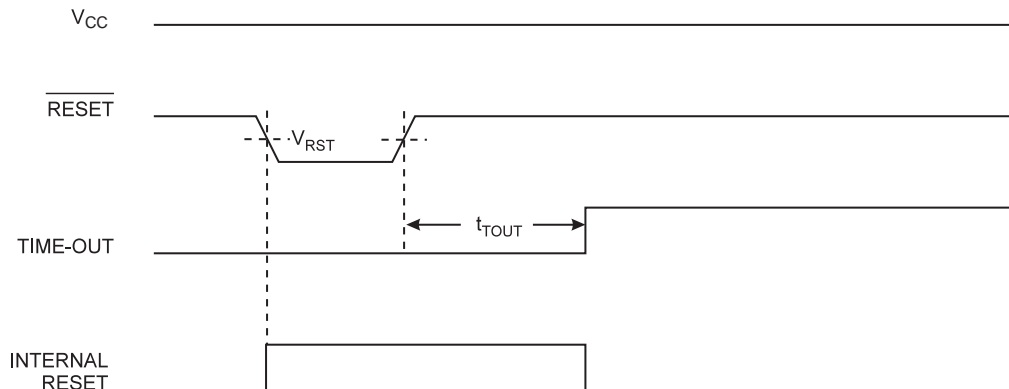 VCC
RESET
VRST
tTOUT
TIME-OUT
INTERNAL
RESET